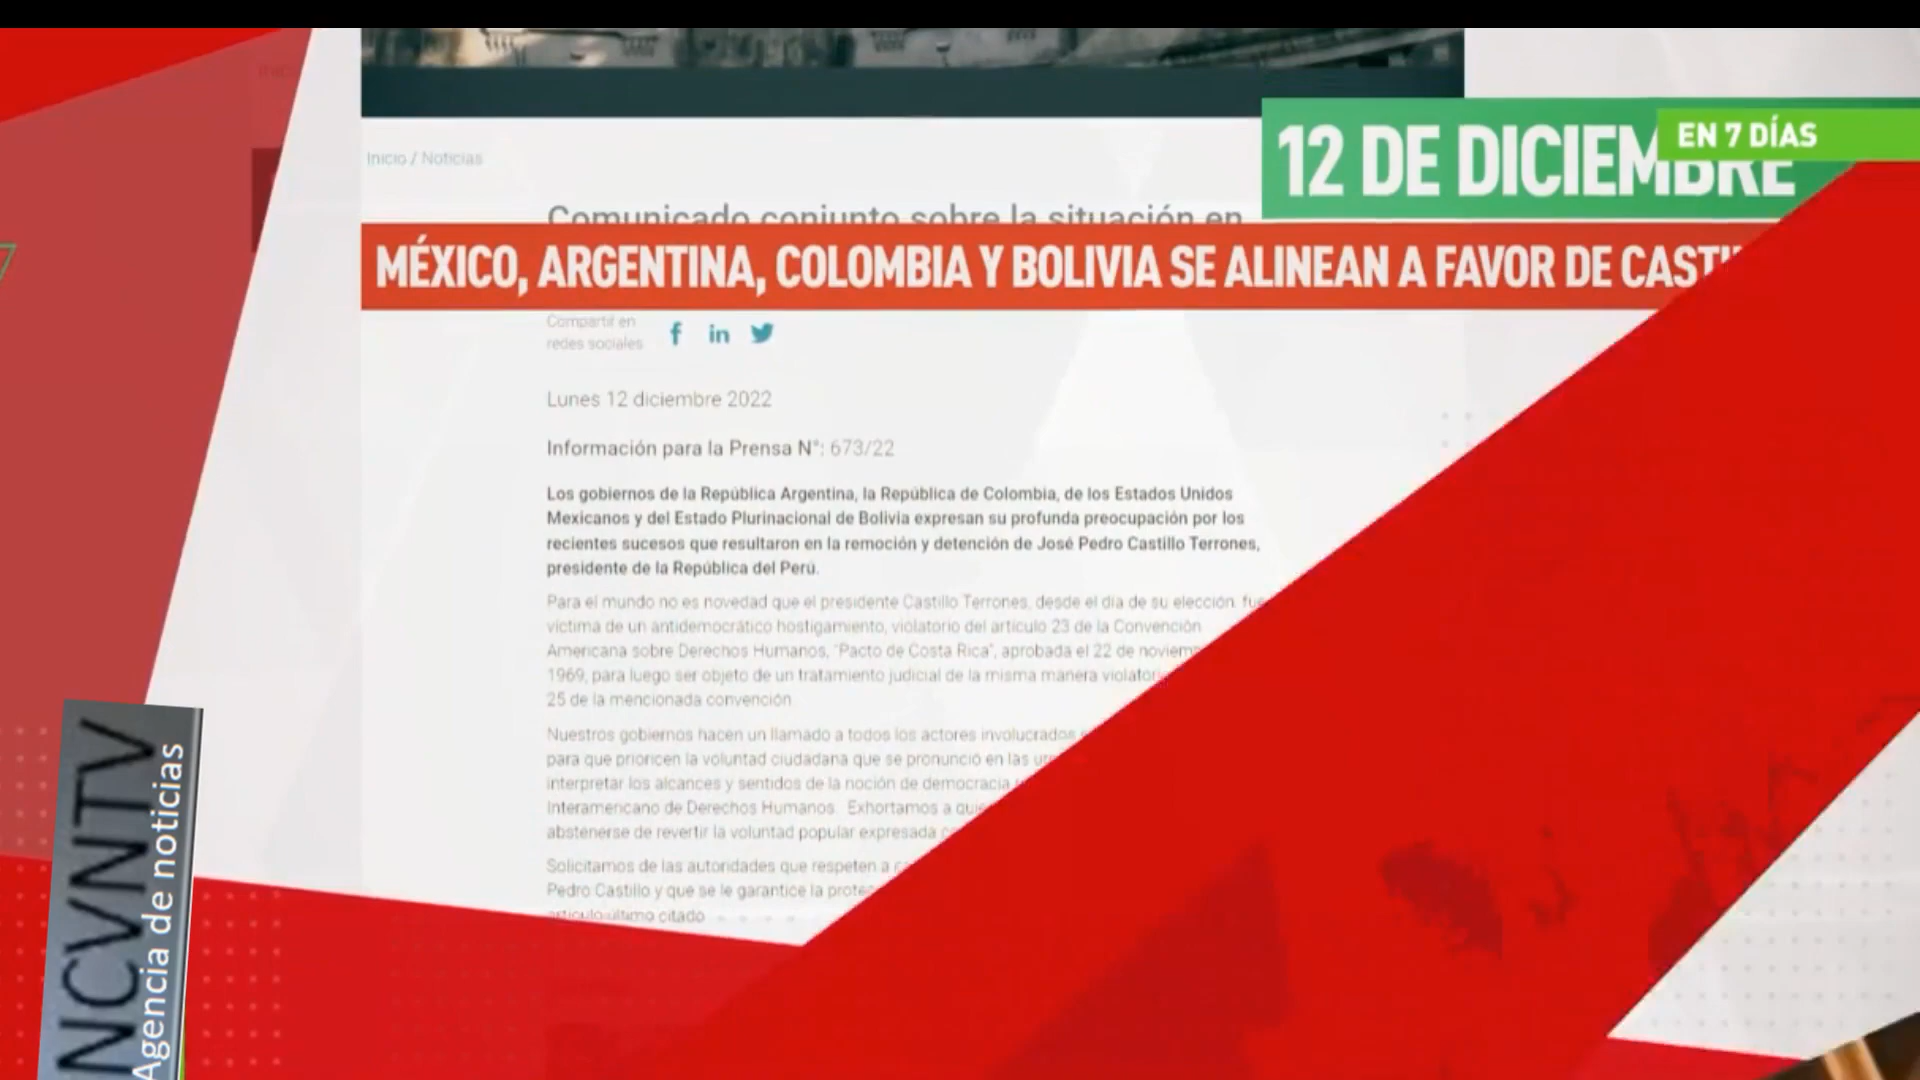 12 DE DICIEMBRE
EN 7 DÍAS
Inicio / Noticias
Comunicado conjunto sobre la situación en
MÉXICO, ARGENTINA, COLOMBIA Y BOLIVIA SE ALINEAN A FAVOR DE
Compartir en
redes sociales
Lunes 12 diciembre 2022
Información para la Prensa N°: 673/22
Los gobiernos de la República Argentina, la República de Colombia, de los Estados Unidos
Mexicanos y del Estado Plurinacional de Bolivia expresan su profunda preocupación por los
recientes sucesos que resultaron en la remoción y detención de José Pedro Castillo Terrones,
presidente de la República del Perú.
Para el mundo no es novedad que el presidente Castillo Terrones, desde el día de su elección, fue
víctima de un antidemocrático hostigamiento, violatorio del artículo 23 de la Convención
Americana sobre Derechos Humanos, "Pacto de Costa Rica", aprobada el 22 de
1969, para luego ser objeto de un tratamiento judicial de la misma manera
25 de la mencionada convención.
Nuestros gobiernos hacen un llamado a todos los actores involucrados
para que prioricen la voluntad ciudadana que se pronunció en las
interpretar los alcances y sentidos de la noción de democracia
Interamericano de Derechos Humanos. Exhortamos a
abstenerse de revertir la voluntad popular expresada
Solicitamos de las autoridades que respeten a
Pedro Castillo y que se le garantice la
artículo último citado
NCVNTV
Agencia de noticias